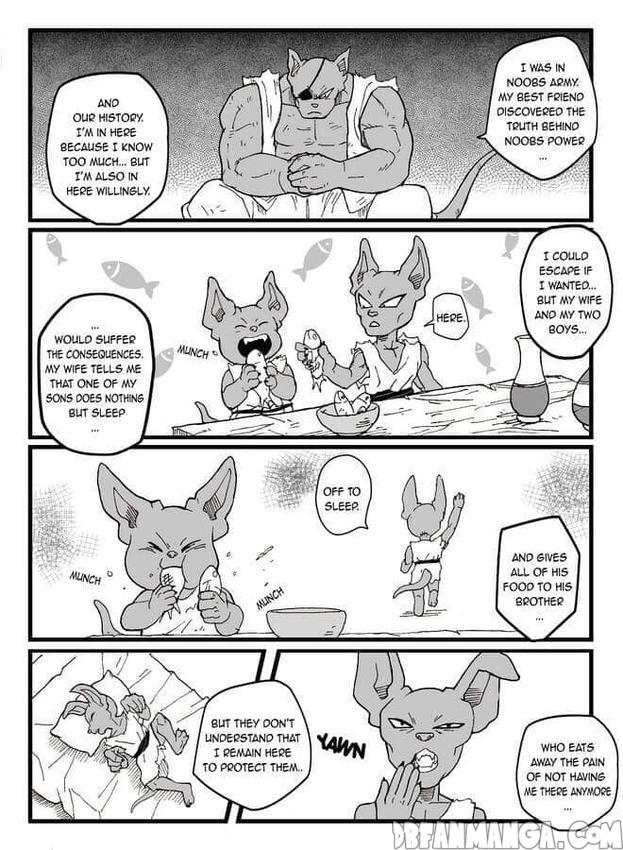 AND
OUR HISTORY.
I'M IN HERE
BECAUSE I KNOW
TOO MUCH... BUT
I'M ALSO IN
HERE WILLINGLY.
I WAS IN
NOOBS ARMY.
MY BEST FRIEND
DISCOVERED THE
TRUTH BEHIND
NOOBS POWER
...
I COULD
ESCAPE IF
I WANTED...
BUT MY WIFE
AND MY TWO
BOYS...
HERE.
MUNCH
...
WOULD SUFFER
THE CONSEQUENCES.
MY WIFE TELLS ME
THAT ONE OF MY
SONS DOES NOTHING
BUT SLEEP
...
OFF TO
SLEEP.
MUNCH
MUNCH
AND GIVES
ALL OF HIS
FOOD TO HIS
BROTHER
...
BUT THEY DON'T
UNDERSTAND THAT
I REMAIN HERE
TO PROTECT THEM..
YAWN
WHO EATS
AWAY THE PAIN
OF NOT HAVING
ME THERE ANYMORE
...
DBFANMANGA.COM